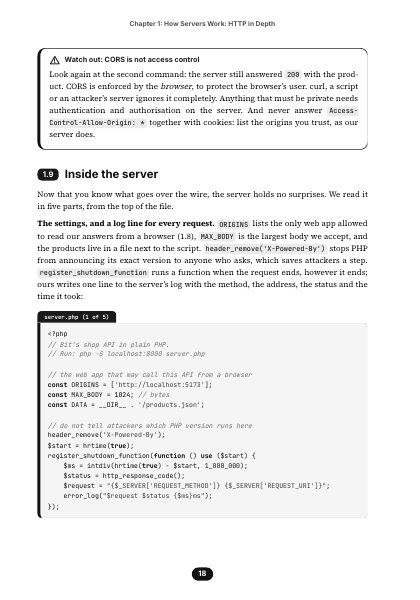 Chapter 1: How Servers Work: HTTP in Depth
Watch out: CORS is not access control
Look again at the second command: the server still answered 200 with the prod-
uct. CORS is enforced by the browser, to protect the browser's user. curl, a script
or an attacker's server ignores it completely. Anything that must be private needs
authentication and authorisation on the server. And never answer Access-
Control-Allow-Origin: * together with cookies: list the origins you trust, as our
server does.
1.9 Inside the server
Now that you know what goes over the wire, the server holds no surprises. We read it
in five parts, from the top of the file.
The settings, and a log line for every request. ORIGINS lists the only web app allowed
to read our answers from a browser (1.8), MAX_BODY is the largest body we accept, and
the products live in a file next to the script. header_remove('X-Powered-By') stops PHP
from announcing its exact version to anyone who asks, which saves attackers a step.
register_shutdown_function runs a function when the request ends, however it ends;
ours writes one line to the server's log with the method, the address, the status and the
time it took:
server.php (1 of 5)
<?php
// 8it's shop API in plain PHP.
// Run: php -S localhost:8080 server.php
// the web app that may call this API from a browser
const ORIGINS = ['http://localhost:5173'];
const MAX_BODY = 1024; // bytes
const DATA = __DIR__ . '/products.json';
// do not tell attackers which PHP version runs here
header_remove('X-Powered-By');
$start = hrtime(true);
register_shutdown_function(function () use ($start) {
$ms = intdiv(hrtime(true) - $start, 1_000_000);
$status = http_response_code();
$request = "{$_SERVER['REQUEST_METHOD']} {$_SERVER['REQUEST_URI']}";
error_log("$request $status {$ms}ms");
});
18